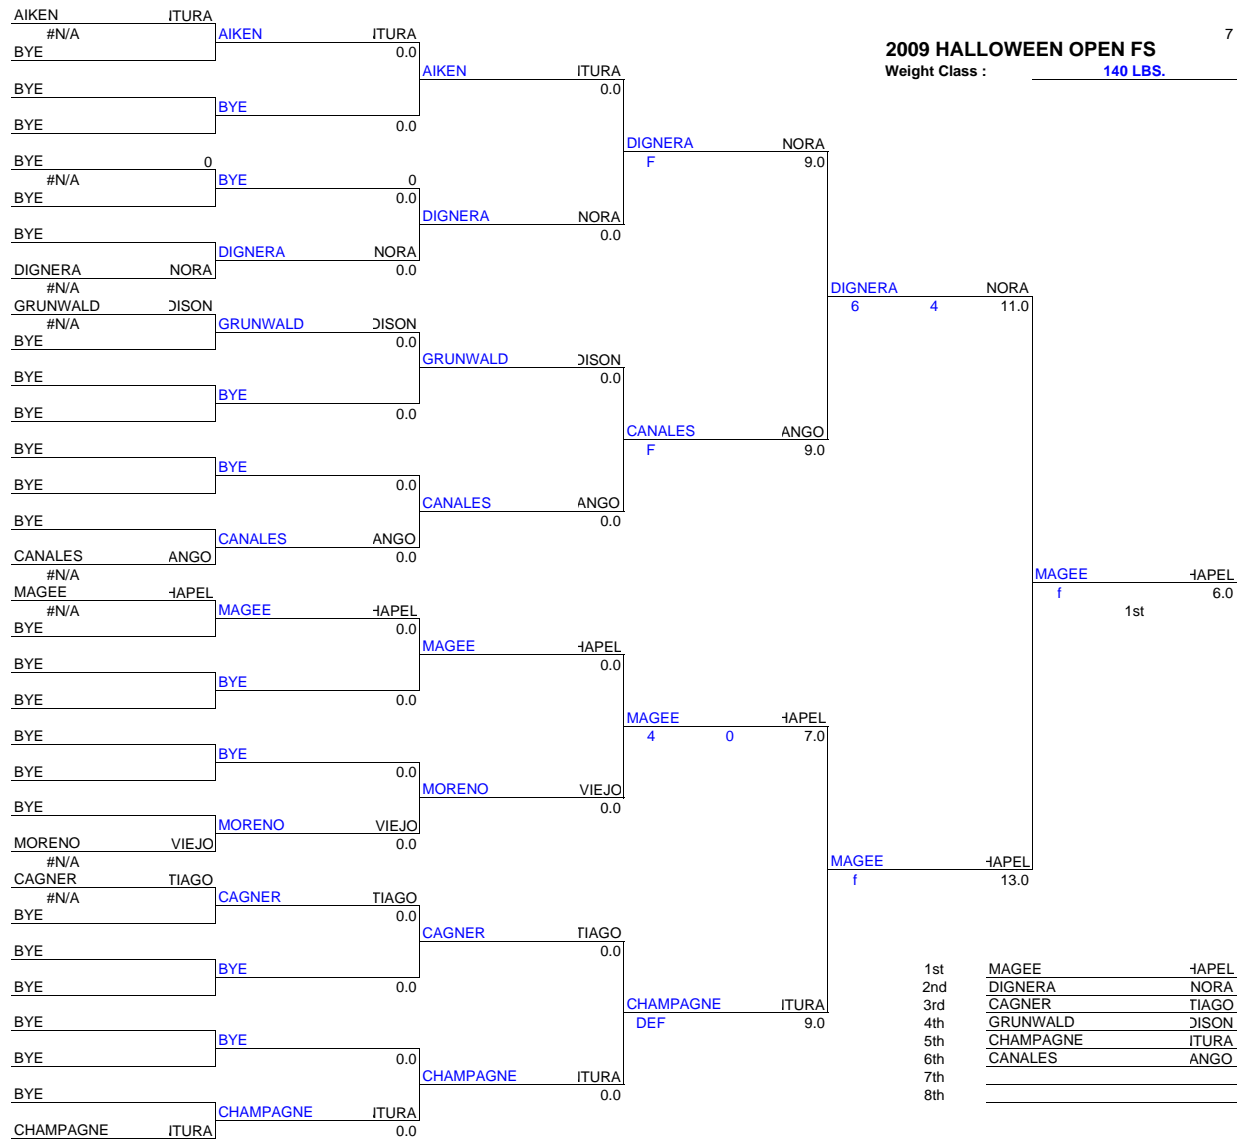 AIKEN ITURA
7
#N/A AIKEN ITURA
BYE 0.0
2009 HALLOWEEN OPEN FS
AIKEN ITURA
Weight Class : 140 LBS.
BYE 0.0
BYE
BYE 0.0
DIGNERA NORA
BYE 0 F 9.0
#N/A BYE 0
BYE 0.0
DIGNERA NORA
BYE 0.0
DIGNERA NORA
DIGNERA NORA 0.0
#N/A DIGNERA NORA
GRUNWALD DISON 6 4 11.0
#N/A GRUNWALD DISON
BYE 0.0
GRUNWALD DISON
BYE 0.0
BYE
BYE 0.0
CANALES ANGO
BYE F 9.0
BYE
BYE 0.0
CANALES ANGO
BYE 0.0
CANALES ANGO
CANALES ANGO 0.0
#N/A MAGEE HAPEL
MAGEE HAPEL f 6.0
#N/A MAGEE HAPEL 1st
BYE 0.0
MAGEE HAPEL
BYE 0.0
BYE
BYE 0.0
MAGEE HAPEL
BYE 4 0 7.0
BYE
BYE 0.0
MORENO VIEJO
BYE 0.0
MORENO VIEJO
MORENO VIEJO 0.0
#N/A MAGEE HAPEL
CAGNER TIAGO f 13.0
#N/A CAGNER TIAGO
BYE 0.0
CAGNER TIAGO
BYE 0.0
BYE 1st MAGEE HAPEL
BYE 0.0 2nd DIGNERA NORA
CHAMPAGNE ITURA 3rd CAGNER TIAGO
BYE DEF 9.0 4th GRUNWALD DISON
BYE 5th CHAMPAGNE ITURA
BYE 0.0 6th CANALES ANGO
CHAMPAGNE ITURA 7th
BYE 0.0 8th
CHAMPAGNE ITURA
CHAMPAGNE ITURA 0.0